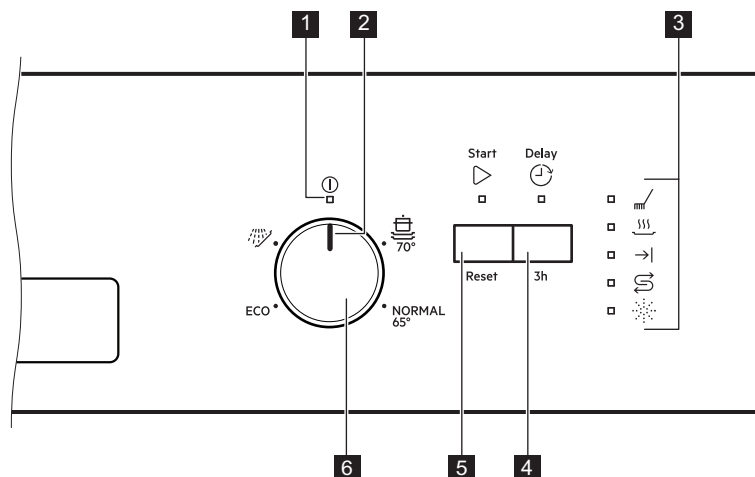 1
2
3
Start
Delay
70°
ECO
NORMAL
65°
Reset
3h
6
5
4